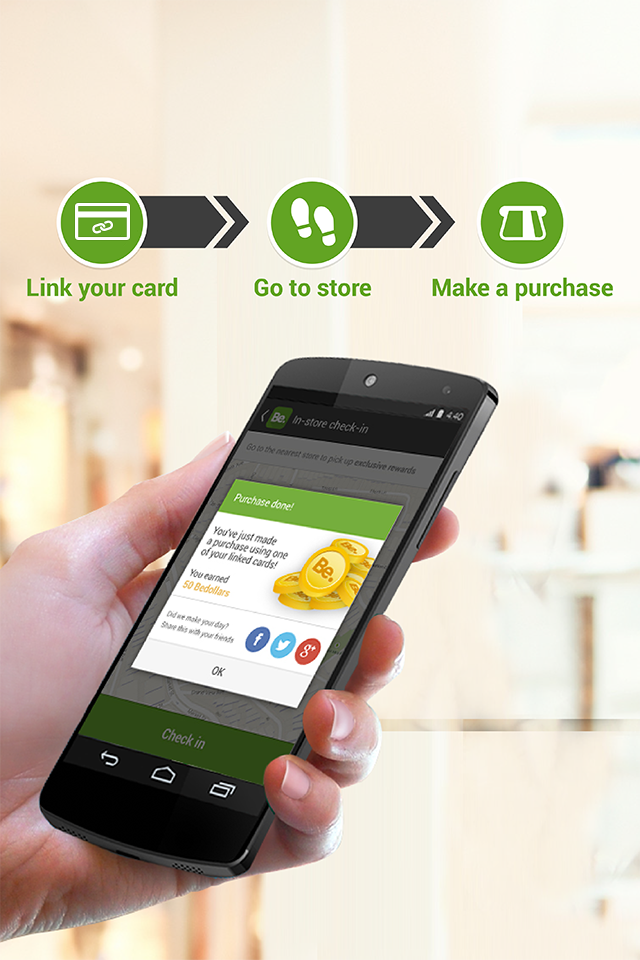 Link your card
Go to store
Make a purchase
4:40
Be.
In-store check-in
Go to the nearest store to pick up exclusive rewards
Purchase done!
You've just made
a purchase using one
of your linked cards!
Be.
You earned
50 Bedollars
Did we make your day?
Share this with your friends
f
g+
OK
Check in